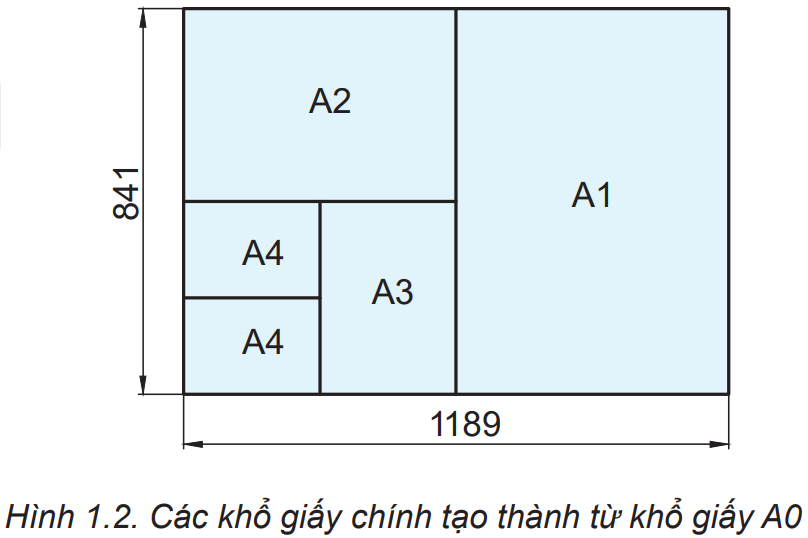 A2
A1
841
A4
A3
A4
1189
Hình 1.2. Các khổ giấy chính tạo thành từ khổ giấy A0